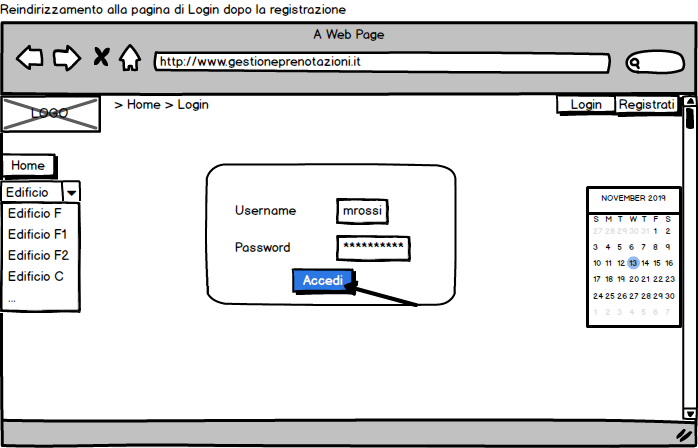 Reindirizzamento alla pagina di Login dopo la registrazione
A Web Page
http://www.gestioneprenotazioni.it
LOGO
> Home > Login
Login
Registrati
Home
Edificio
Edificio F
Edificio F1
Edificio F2
Edificio C
...
Username
mrossi
Password
**********
Accedi
NOVEMBER 2019
S M T W T F S
27 28 29 30 31 1 2
3 4 5 6 7 8 9
10 11 12 13 14 15 16
17 18 19 20 21 22 23
24 25 26 27 28 29 30
1 2 3 4 5 6 7